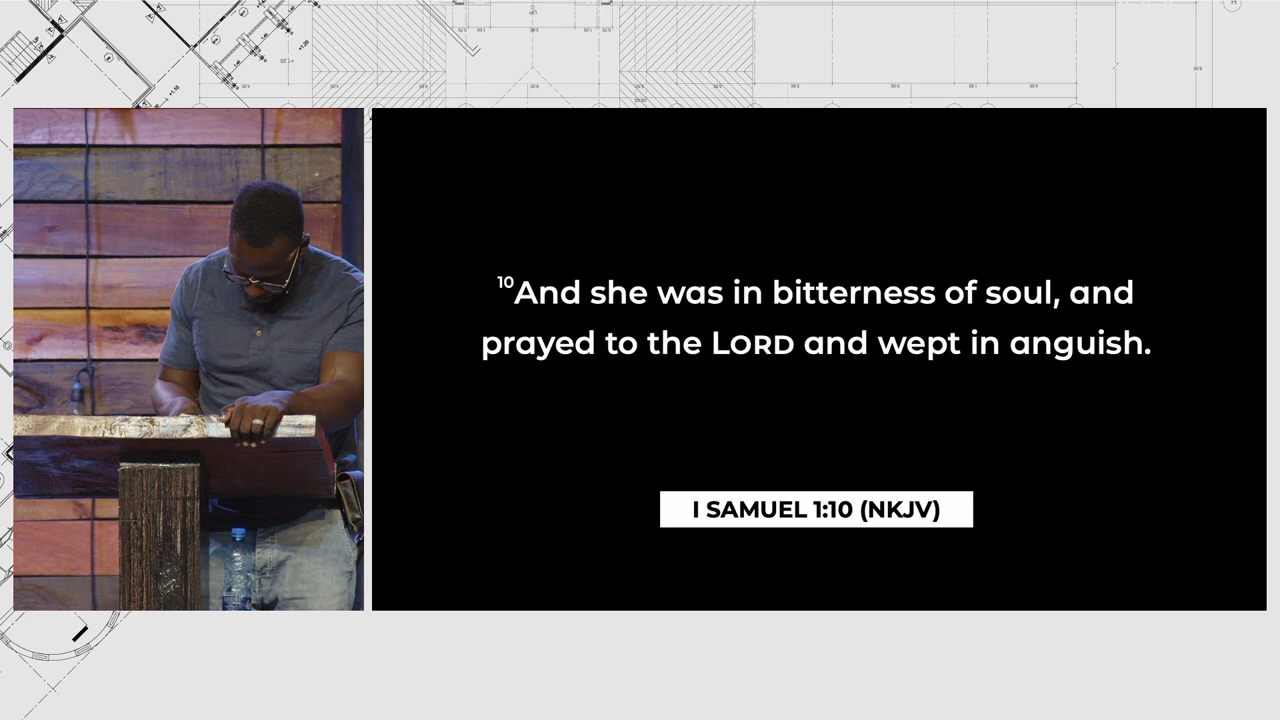 ¹⁰And she was in bitterness of soul, and
prayed to the LORD and wept in anguish.
I SAMUEL 1:10 (NKJV)